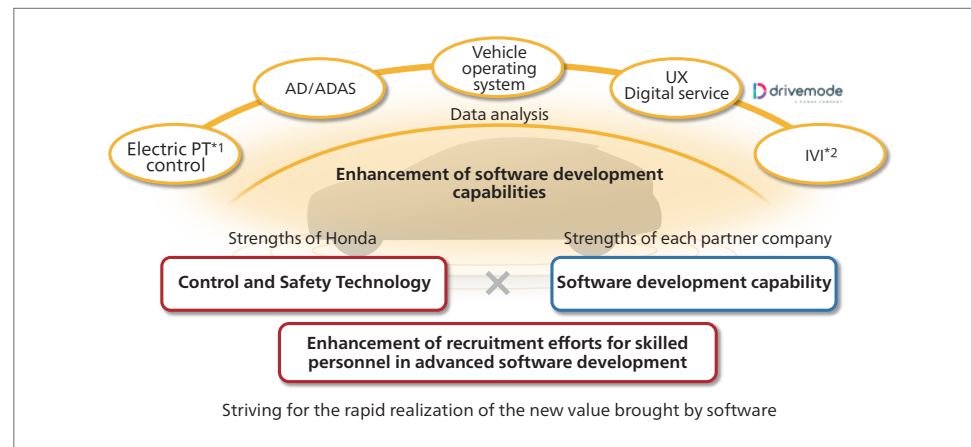 Vehicle
operating
system
AD/ADAS
UX
Digital service
drivemode
A HONDA COMPANY
Data analysis
Electric PT*1
control
IVI*2
Enhancement of software development
capabilities
Strengths of Honda
Strengths of each partner company
Control and Safety Technology
×
Software development capability
Enhancement of recruitment efforts for skilled
personnel in advanced software development
Striving for the rapid realization of the new value brought by software